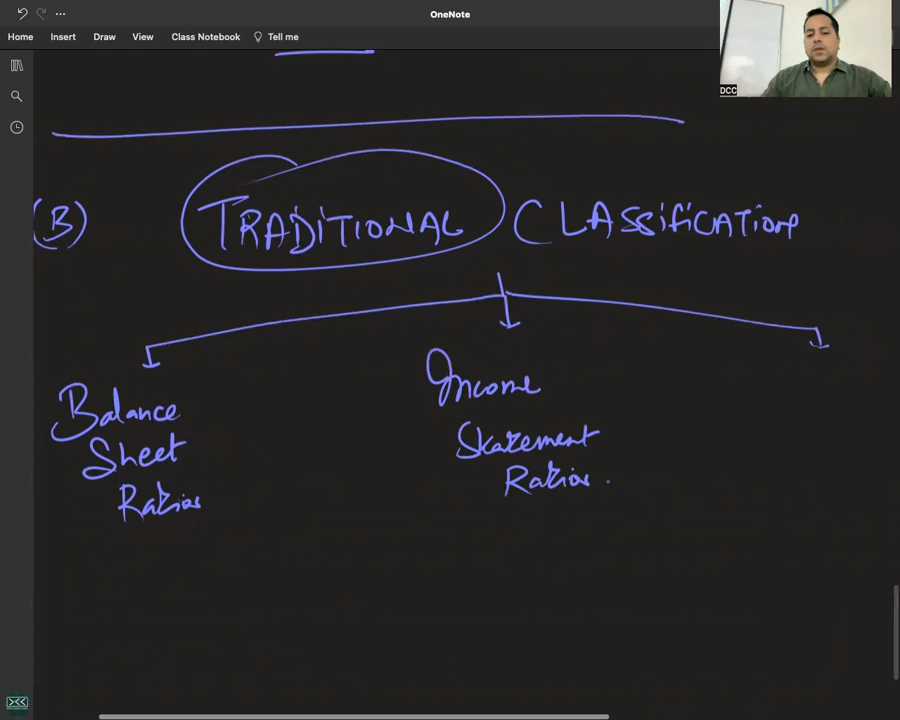 OneNote
Home Insert Draw View Class Notebook Tell me
DCC
(B) TRADITIONAL CLASSification
Balance
Sheet
Ratios
Income
Statement
Ratios.